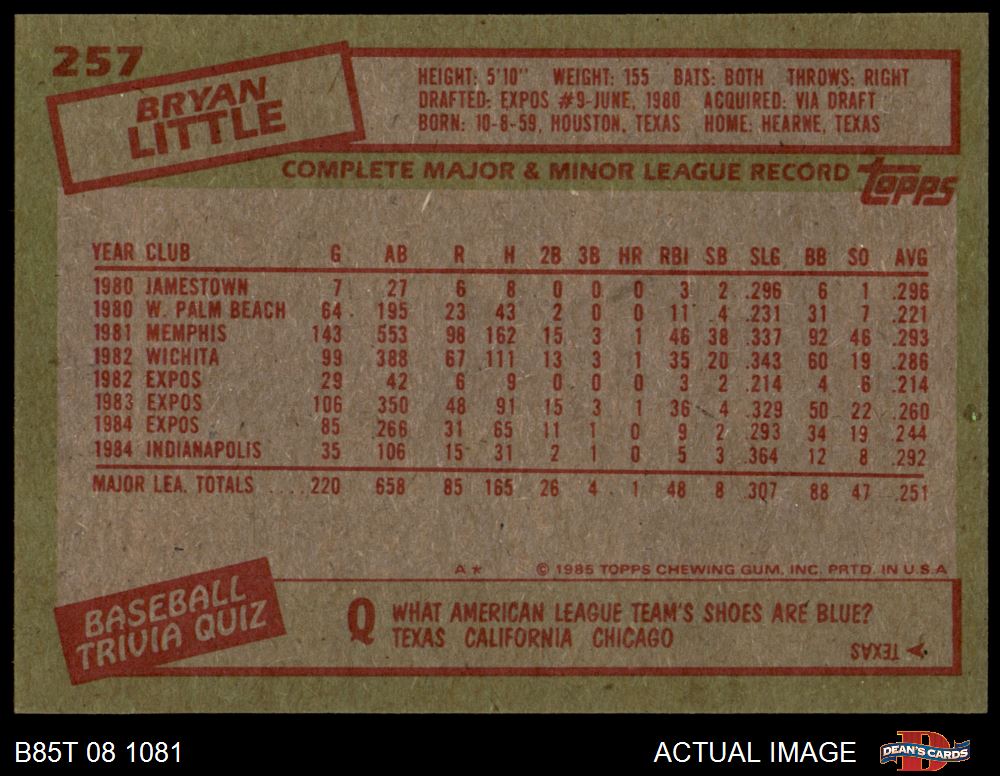 257
BRYAN
LITTLE
HEIGHT: 5'10" WEIGHT: 155 BATS: BOTH THROWS: RIGHT
DRAFTED: EXPOS #9-JUNE, 1980 ACQUIRED: VIA DRAFT
BORN: 10-8-59, HOUSTON, TEXAS HOME: HEARNE, TEXAS
COMPLETE MAJOR & MINOR LEAGUE RECORD topps
YEAR CLUB G AB R H 2B 3B HR RBI SB SLG BB SO AVG
1980 JAMESTOWN 7 27 6 8 0 0 0 3 2 .296 6 1 .296
1980 W. PALM BEACH 64 195 23 43 2 0 0 11 4 .231 31 7 .221
1981 MEMPHIS 143 553 98 162 15 3 1 46 38 .337 92 46 .293
1982 WICHITA 99 388 67 111 13 3 1 35 20 .343 60 19 .286
1982 EXPOS 29 42 6 9 0 0 0 3 2 .214 4 6 .214
1983 EXPOS 106 350 48 91 15 3 1 36 4 .329 50 22 .260
1984 EXPOS 85 266 31 65 11 1 0 9 2 .293 34 19 .244
1984 INDIANAPOLIS 35 106 15 31 2 1 0 5 3 .364 12 8 .292
MAJOR LEA. TOTALS .... 220 658 85 165 26 4 1 48 8 .307 88 47 .251
A* © 1985 TOPPS CHEWING GUM, INC. PRTD. IN U.S.A
BASEBALL
TRIVIA QUIZ
Q WHAT AMERICAN LEAGUE TEAM'S SHOES ARE BLUE?
TEXAS CALIFORNIA CHICAGO
TEXAS
B85T 08 1081
ACTUAL IMAGE
D
DEAN'S CARDS